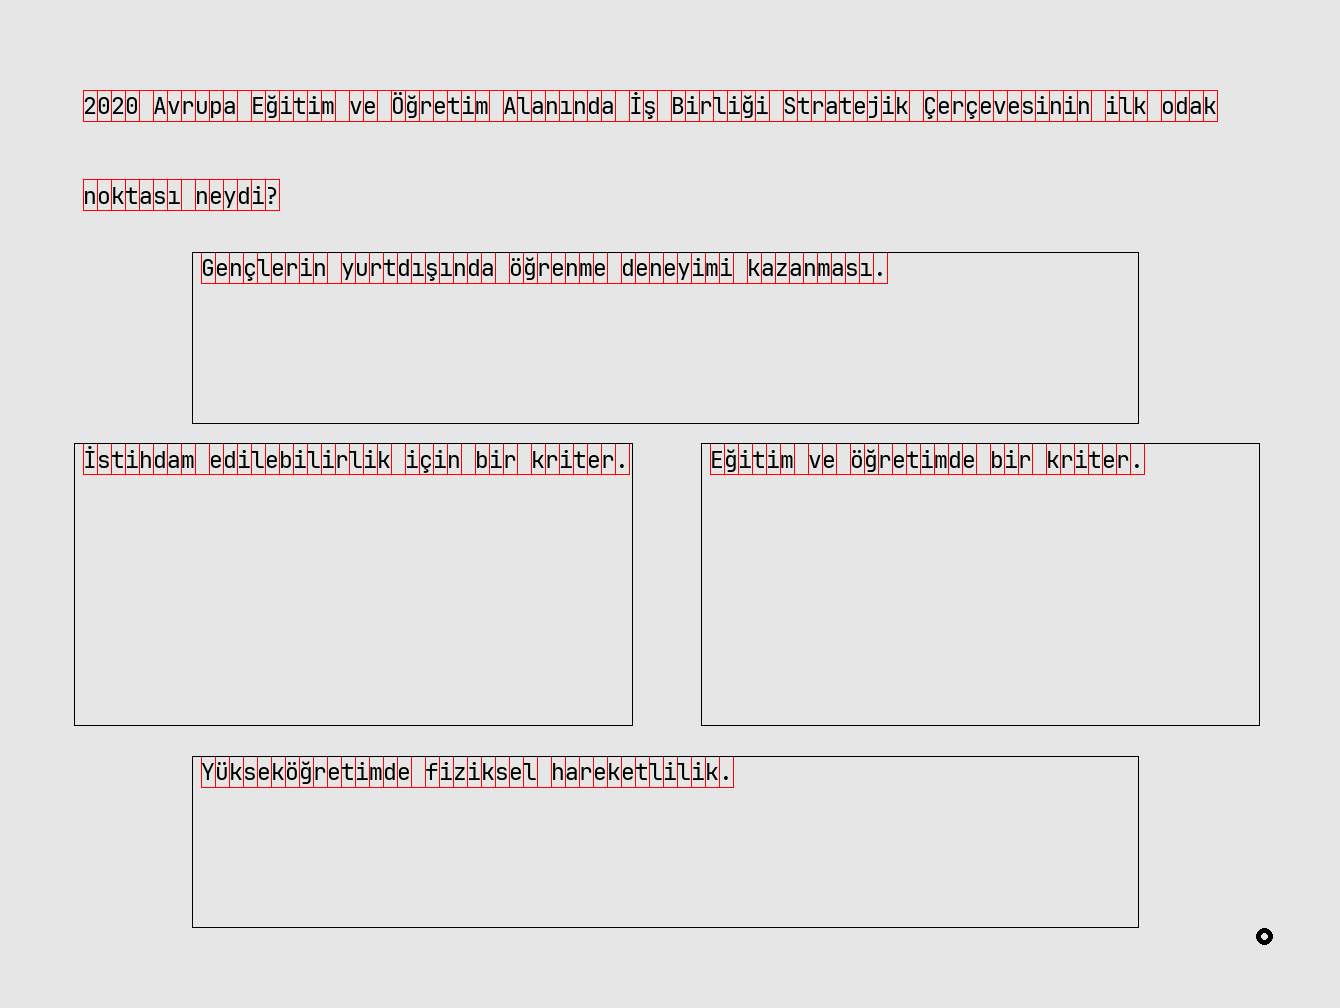 2020 Avrupa Eğitim ve Öğretim Alanında İş Birliği Stratejik Çerçevesinin ilk odak
noktası neydi?
Gençlerin yurtdışında öğrenme deneyimi kazanması.
İstihdam edilebilirlik için bir kriter.
Eğitim ve öğretimde bir kriter.
Yükseköğretimde fiziksel hareketlilik.